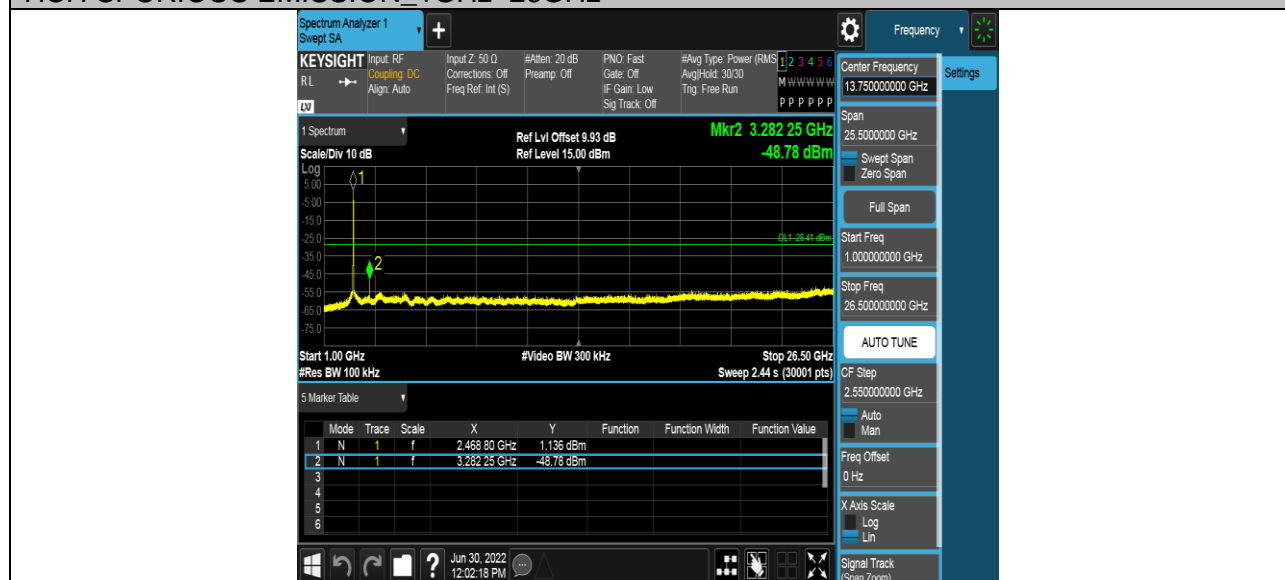 Spectrum Analyzer 1
Swept SA
+
Frequency
KEYSIGHT
RL
LXI
Input: RF
Coupling: DC
Align: Auto
Input Z: 50 Ω
Corrections: Off
Freq Ref: Int (S)
#Atten: 20 dB
Preamp: Off
PNO: Fast
Gate: Off
IF Gain: Low
Sig Track: Off
#Avg Type: Power (RMS
Avg|Hold: 30/30
Trig: Free Run
1 2 3 4 5 6
M W W W W W
P P P P P P
1 Spectrum
Scale/Div 10 dB
Ref Lvl Offset 9.93 dB
Ref Level 15.00 dBm
Mkr2 3.282 25 GHz
-48.78 dBm
Log
5.00
-5.00
-15.0
-25.0
-35.0
-45.0
-55.0
-65.0
-75.0
1
2
DL1 -28.41 dBm
Start 1.00 GHz
#Video BW 300 kHz
Stop 26.50 GHz
#Res BW 100 kHz
Sweep 2.44 s (30001 pts)
5 Marker Table
Mode Trace Scale X Y Function Function Width Function Value
1 N 1 f 2.468 80 GHz 1.136 dBm
2 N 1 f 3.282 25 GHz -48.78 dBm
3
4
5
6
?
Jun 30, 2022
12:02:18 PM
Center Frequency
13.750000000 GHz
Settings
Span
25.5000000 GHz
Swept Span
Zero Span
Full Span
Start Freq
1.000000000 GHz
Stop Freq
26.500000000 GHz
AUTO TUNE
CF Step
2.550000000 GHz
Auto
Man
Freq Offset
0 Hz
X Axis Scale
Log
Lin
Signal Track
(Span Zoom)